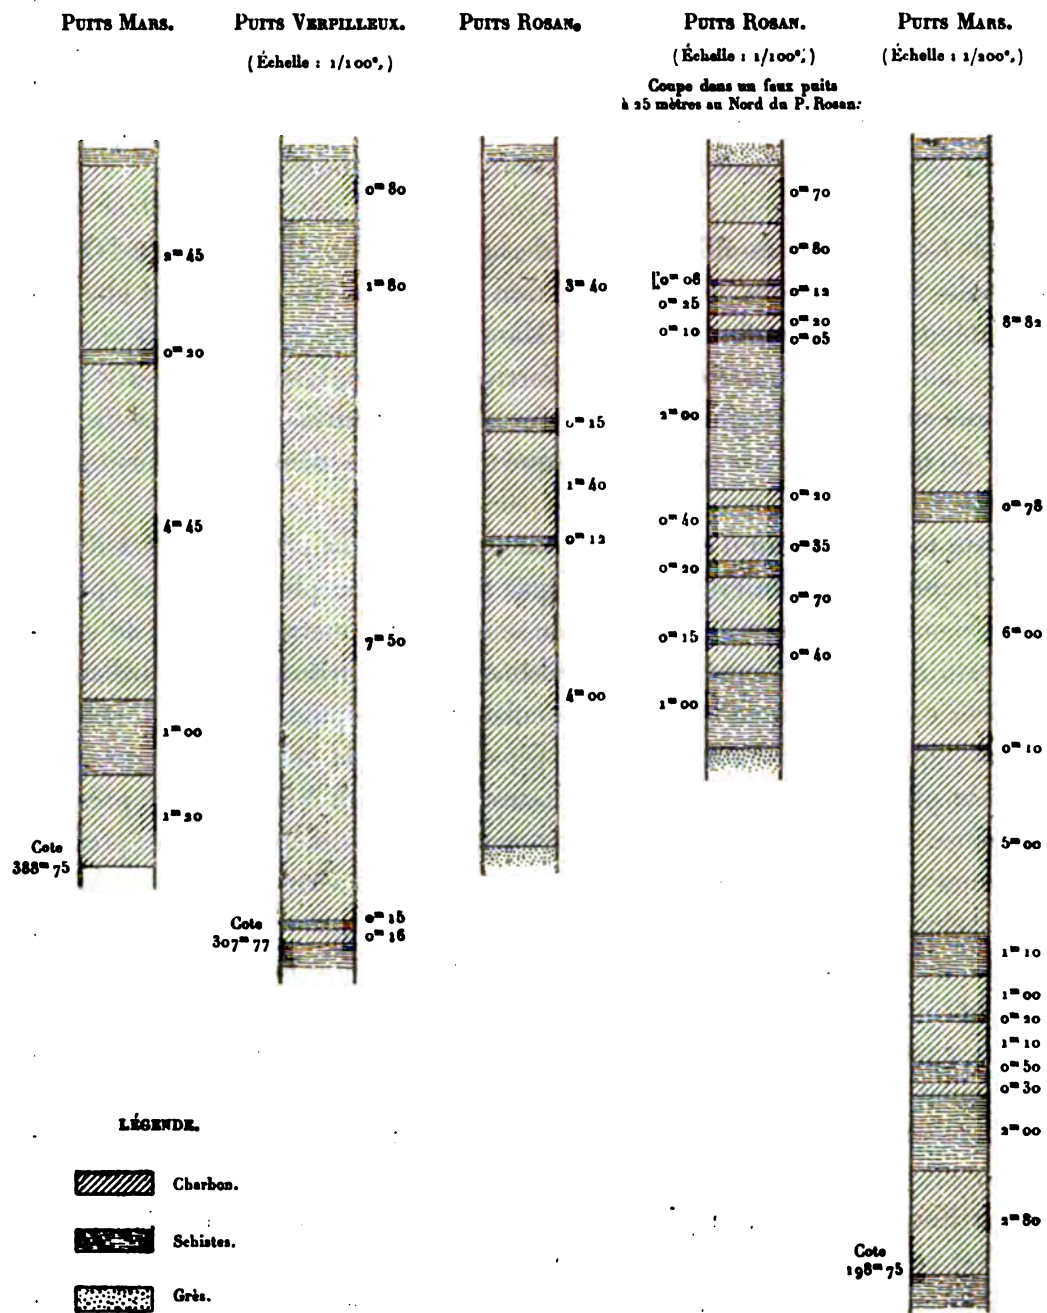 PUITS MARS.
PUITS VERPILLEUX.
(Échelle : 1/100e.)
PUITS ROSAN.
PUITS ROSAN.
(Échelle : 1/100e.)
Coupe dans un faux puits
à 25 mètres au Nord du P. Rosan.
PUITS MARS.
(Échelle : 1/200e.)
2m 45
0m 20
4m 45
1m 00
1m 20
Cote
388m 75
0m 80
1m 80
7m 50
0m 15
0m 16
Cote
307m 77
3m 40
0m 15
1m 40
0m 12
4m 00
0m 70
0m 80
0m 08
0m 12
0m 25
0m 20
0m 10
0m 05
2m 00
0m 20
0m 40
0m 35
0m 20
0m 70
0m 15
0m 40
1m 00
8m 82
0m 78
6m 00
0m 10
5m 00
1m 10
1m 00
0m 20
1m 10
0m 50
0m 30
2m 00
2m 80
Cote
198m 75
LÉGENDE.
Charbon.
Schistes.
Grès.